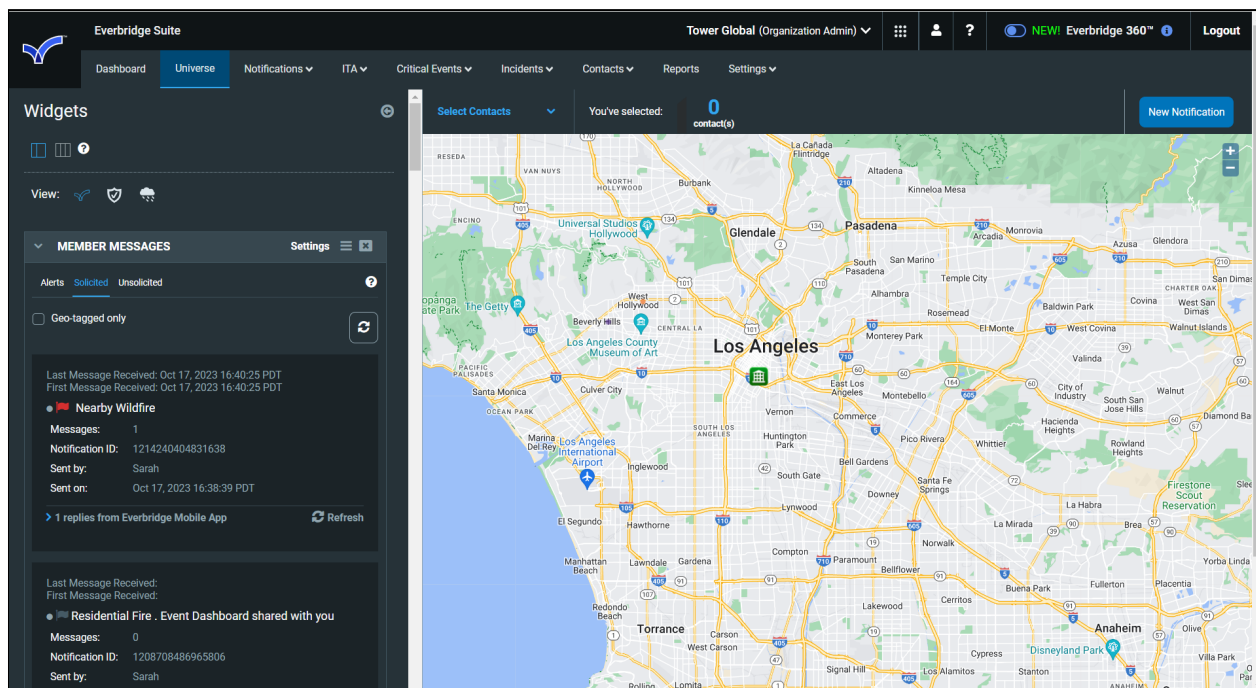 Everbridge Suite
Tower Global (Organization Admin)
?
NEW! Everbridge 360™
Logout
Dashboard
Universe
Notifications
ITA
Critical Events
Incidents
Contacts
Reports
Settings
Widgets
Select Contacts
You've selected:
0
contact(s)
New Notification
View:
MEMBER MESSAGES
Settings
Alerts
Solicited
Unsolicited
Geo-tagged only
Last Message Received: Oct 17, 2023 16:40:25 PDT
First Message Received: Oct 17, 2023 16:40:25 PDT
Nearby Wildfire
Messages: 1
Notification ID: 1214240404831638
Sent by: Sarah
Sent on: Oct 17, 2023 16:38:39 PDT
1 replies from Everbridge Mobile App
Refresh
Last Message Received:
First Message Received:
Residential Fire . Event Dashboard shared with you
Messages: 0
Notification ID: 1208708486965806
Sent by: Sarah
RESEDA
VAN NUYS
NORTH
HOLLYWOOD
Burbank
La Cañada
Flintridge
Altadena
Kinneloa Mesa
ENCINO
Universal Studios
Hollywood
Glendale
Pasadena
Arcadia
Monrovia
Azusa
Glendora
South
Pasadena
San Marino
Temple City
San Dimas
CHARTER OAK
opanga
ate Park
The Getty
West
Hollywood
Alhambra
Rosemead
Baldwin Park
Covina
West San
Dimas
Beverly Hills
CENTRAL LA
El Monte
West Covina
Walnut Islands
Los Angeles County
Museum of Art
Los Angeles
Monterey Park
Valinda
PACIFIC
PALISADES
Santa Monica
Culver City
East Los
Angeles
Montebello
City of
Industry
South San
Jose Hills
Walnut
OCEAN PARK
Vernon
Commerce
Diamond Ba
Hacienda
Heights
Rowland
Heights
Marina
Del Rey
Los Angeles
International
Airport
SOUTH LOS
ANGELES
Huntington
Park
Pico Rivera
Whittier
Inglewood
Bell Gardens
South Gate
Downey
Santa Fe
Springs
Firestone
Scout
Reservation
Slee
Lynwood
La Habra
El Segundo
Hawthorne
La Mirada
Brea
Norwalk
Manhattan
Beach
Lawndale
Gardena
Compton
Paramount
Bellflower
Yorba Linda
Buena Park
Fullerton
Placentia
Redondo
Beach
Lakewood
Cerritos
Torrance
Carson
West Carson
Anaheim
Olive
Disneyland Park
Villa Park
Cypress
Signal Hill
Los Alamitos
Stanton
Rolling
Lomita
ANAHEIM